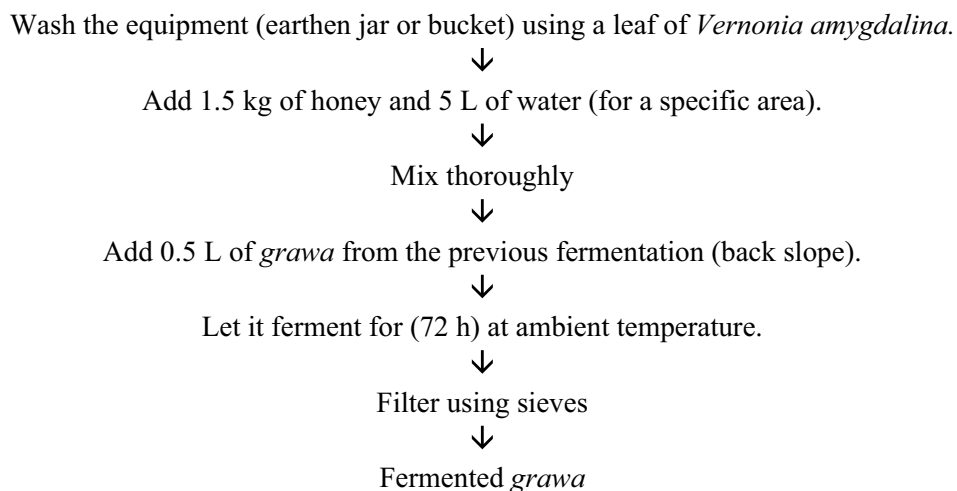 Wash the equipment (earthen jar or bucket) using a leaf of Vernonia amygdalina.
Add 1.5 kg of honey and 5 L of water (for a specific area).
Mix thoroughly
Add 0.5 L of grawa from the previous fermentation (back slope).
Let it ferment for (72 h) at ambient temperature.
Filter using sieves
Fermented grawa